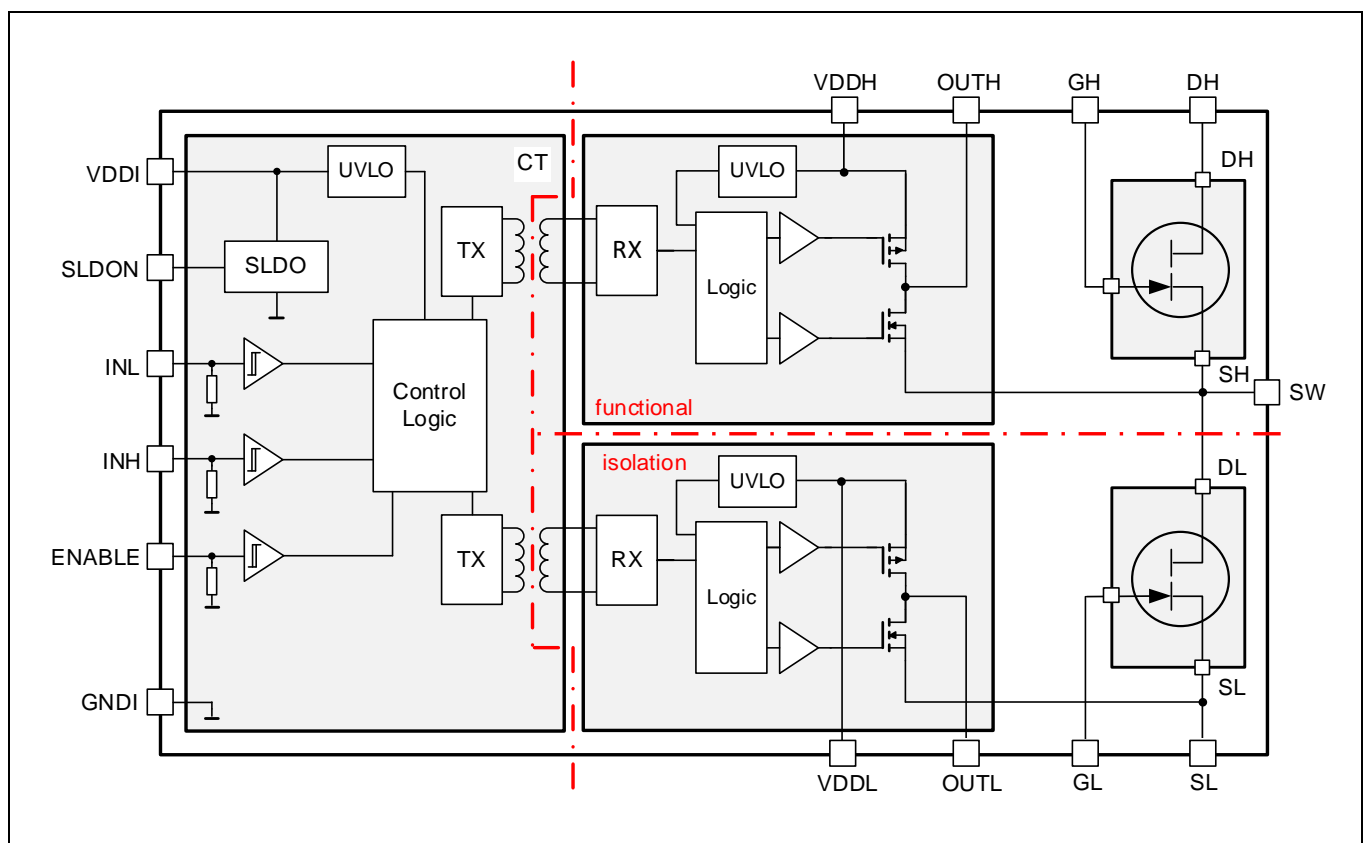 VDDH
OUTH
GH
DH
VDDI
UVLO
CT
UVLO
DH
TX
RX
SLDON
SLDO
Logic
INL
Control
Logic
SH
SW
functional
INH
isolation
UVLO
DL
ENABLE
TX
RX
Logic
SL
GNDI
VDDL
OUTL
GL
SL